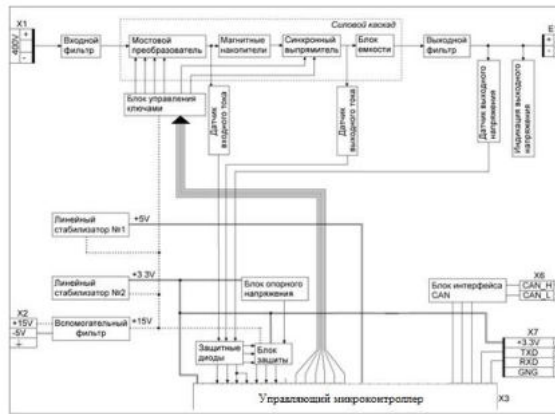 X1
400V
+
-
Входной
фильтр
Силовой каскад
Мостовой
преобразователь
Магнитные
накопители
Синхронный
выпрямитель
Блок
емкости
Выходной
фильтр
+
-
Блок управления
ключами
Датчик
входного тока
Датчик
выходного тока
Датчик выходного
напряжения
Индикация выходного
напряжения
Линейный
стабилизатор №1
+5V
Линейный
стабилизатор №2
+3.3V
Блок опорного
напряжения
X2
+15V
-5V
Вспомогательный
фильтр
+15V
Защитные
диоды
Блок
защиты
Блок интерфейса
CAN
X6
CAN_H
CAN_L
X7
+3.3V
TXD
RXD
GNG
Управляющий микроконтроллер
X3